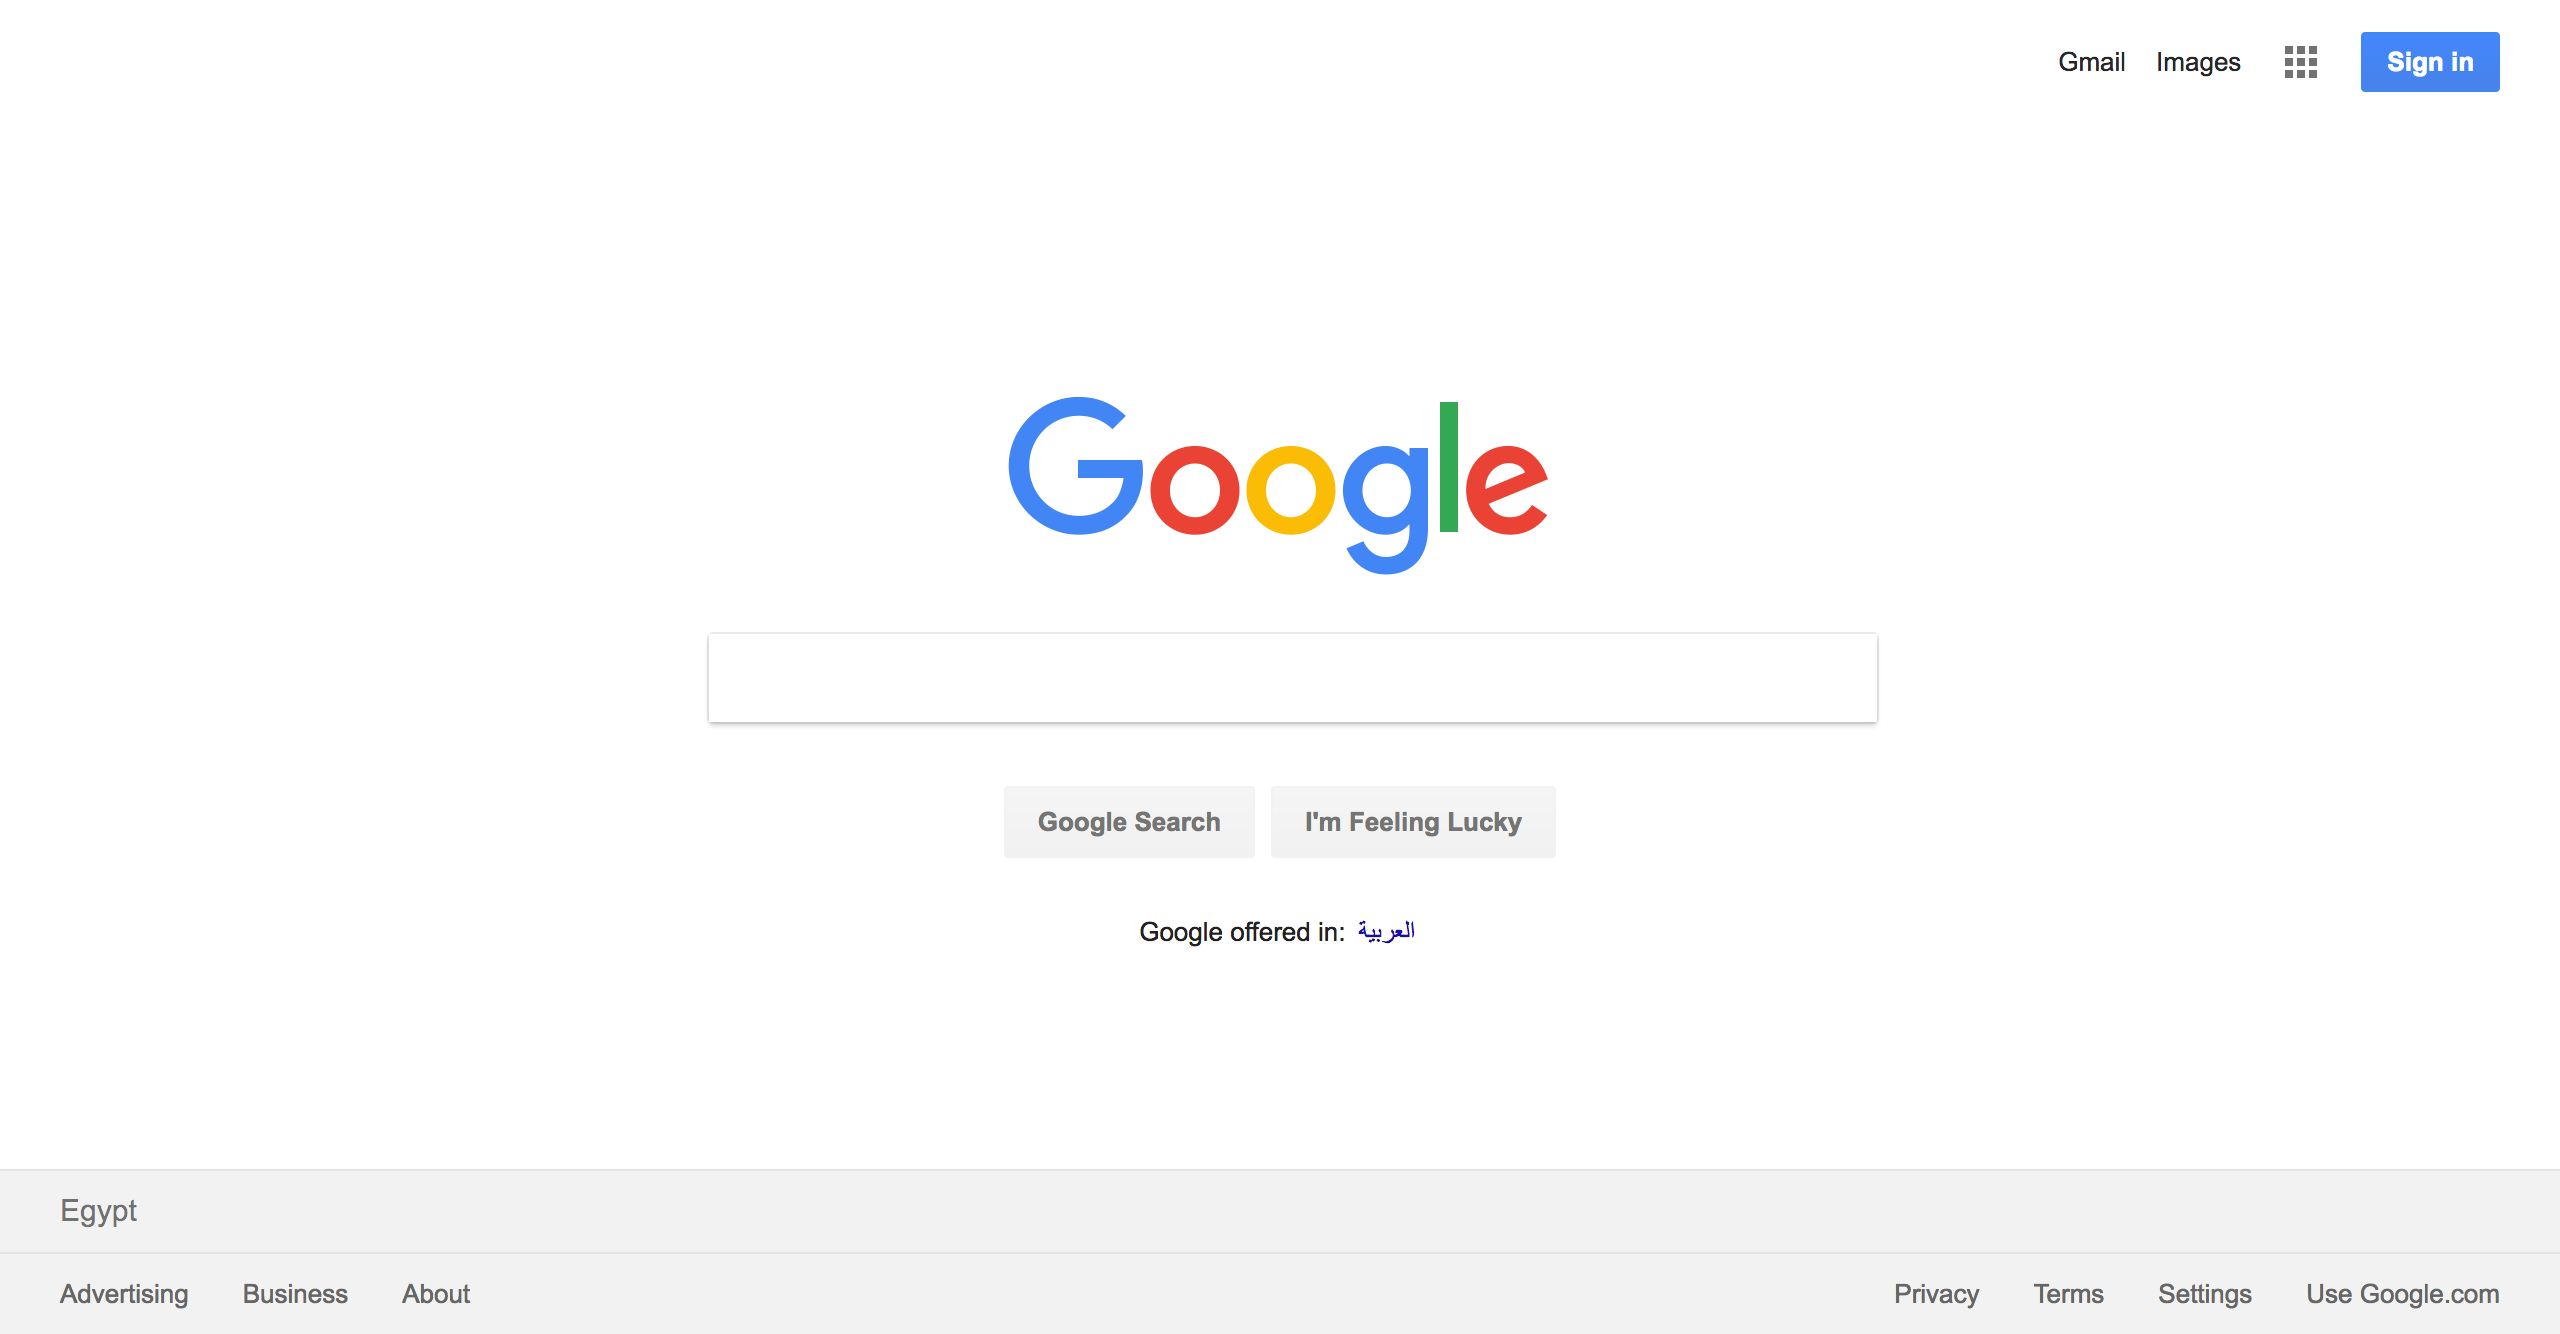 Gmail Images Sign in
Google
Google Search I'm Feeling Lucky
Google offered in: العربية
Egypt
Advertising Business About Privacy Terms Settings Use Google.com